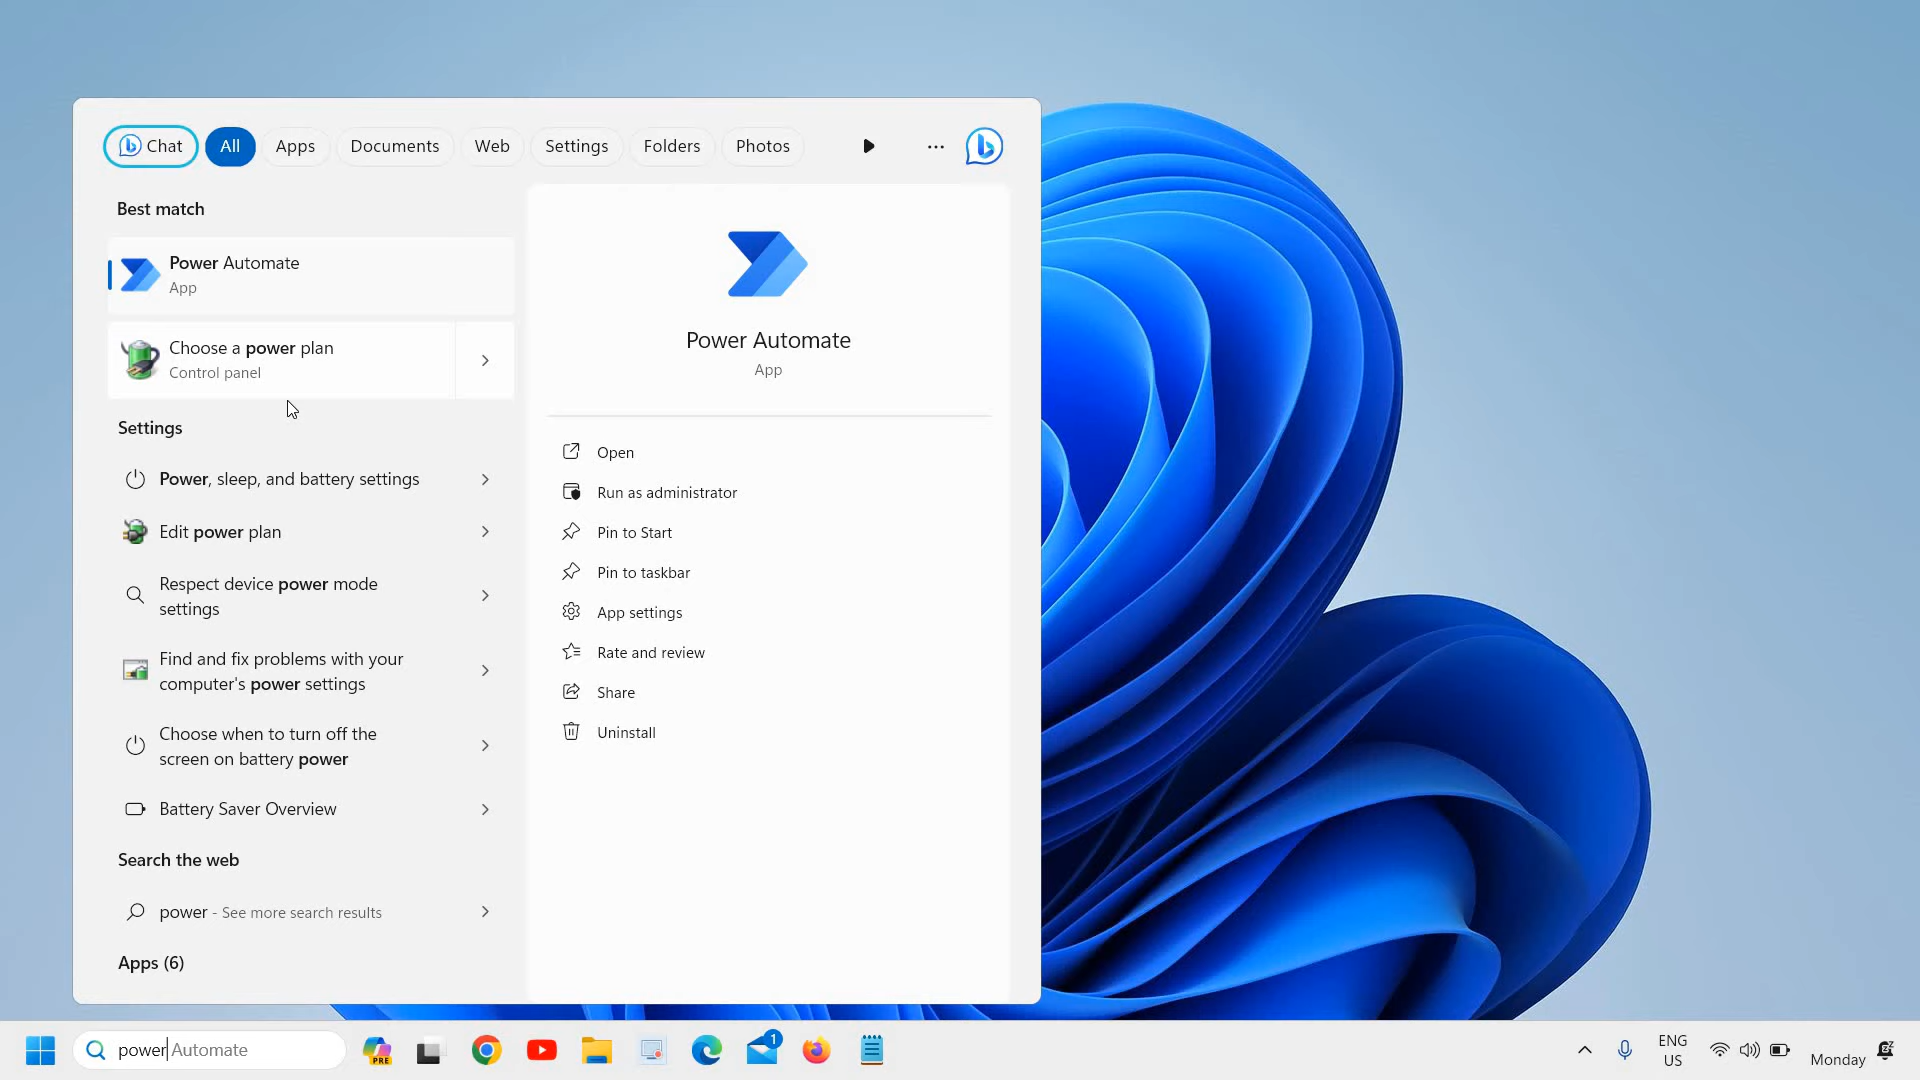 Chat
All
Apps
Documents
Web
Settings
Folders
Photos
Best match
Power Automate
App
Choose a power plan
Control panel
Settings
Power, sleep, and battery settings
Edit power plan
Respect device power mode
settings
Find and fix problems with your
computer's power settings
Choose when to turn off the
screen on battery power
Battery Saver Overview
Search the web
power - See more search results
Apps (6)
Power Automate
App
Open
Run as administrator
Pin to Start
Pin to taskbar
App settings
Rate and review
Share
Uninstall
power Automate
PRE
1
ENG
US
Monday